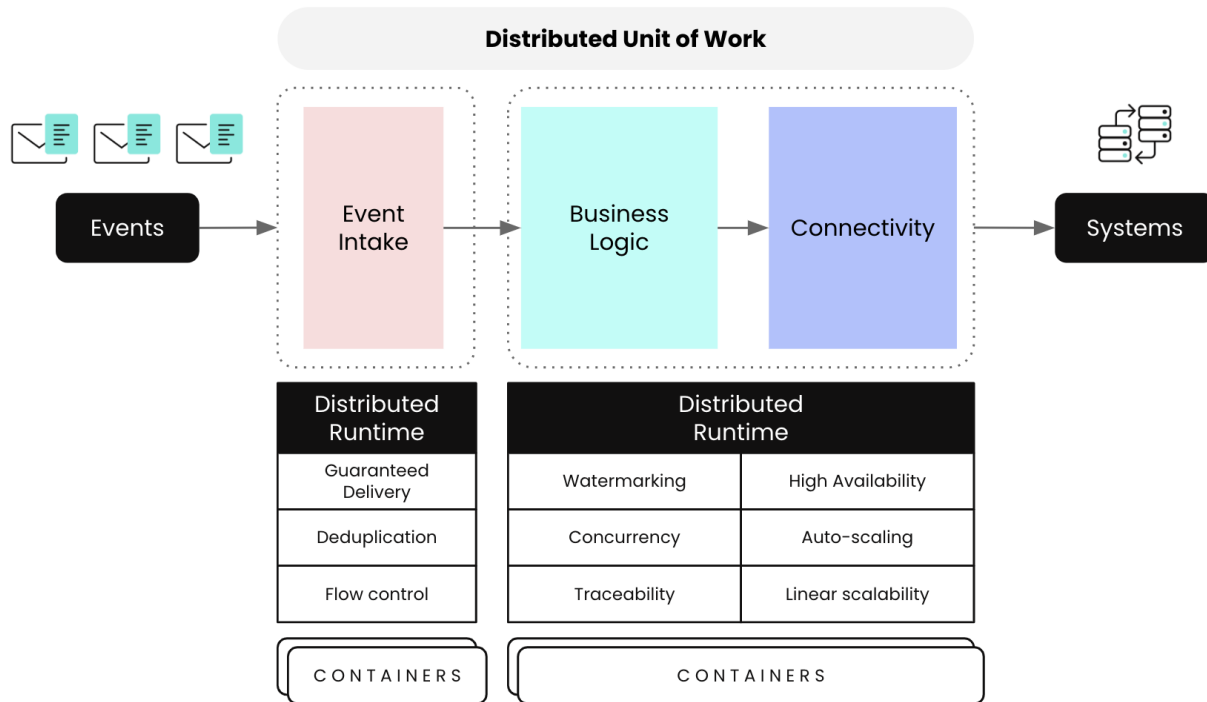 Distributed Unit of Work
Events
Event
Intake
Business
Logic
Connectivity
Systems
Distributed
Runtime
Guaranteed
Delivery
Deduplication
Flow control
Distributed
Runtime
Watermarking
High Availability
Concurrency
Auto-scaling
Traceability
Linear scalability
CONTAINERS
CONTAINERS